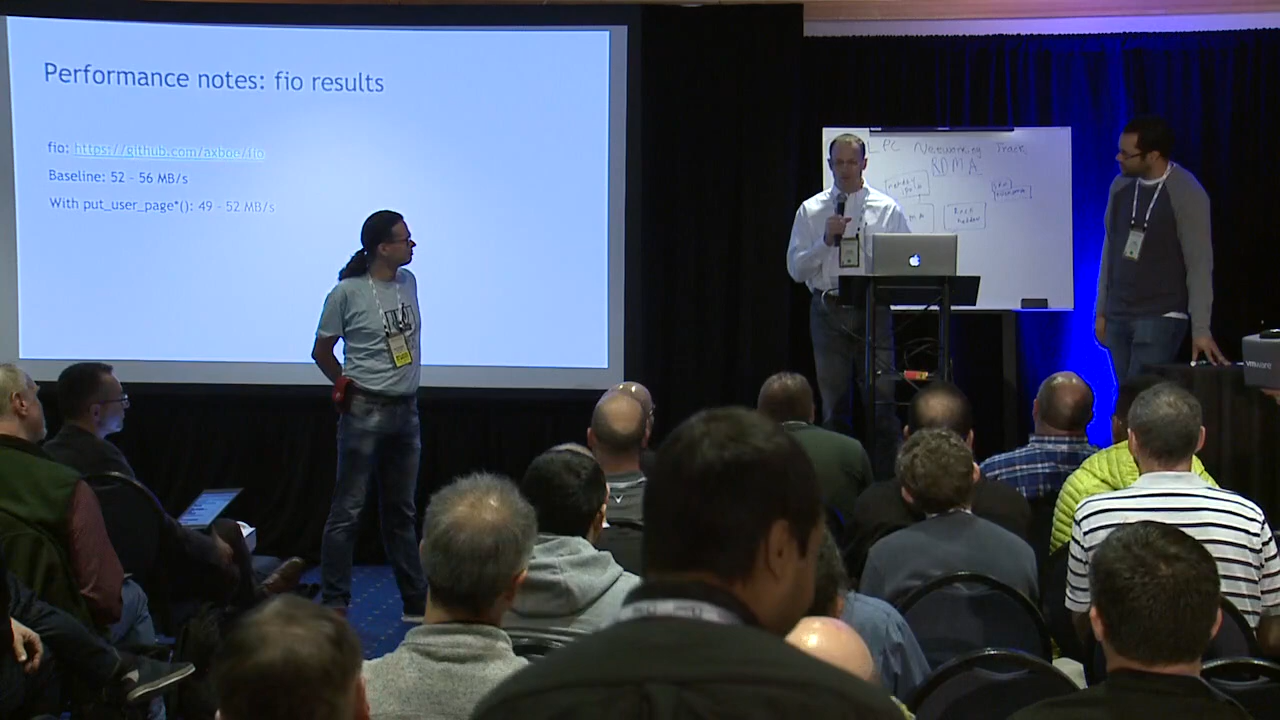 Performance notes: fio results
fio: https://github.com/axboe/fio
Baseline: 52 - 56 MB/s
With put_user_page*(): 49 - 52 MB/s
LPC Networking Track
RDMA
vmware